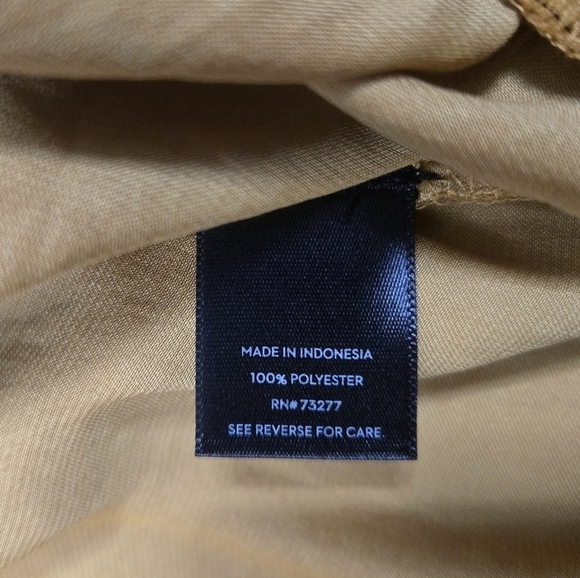 MADE IN INDONESIA
100% POLYESTER
RN#73277
SEE REVERSE FOR CARE.